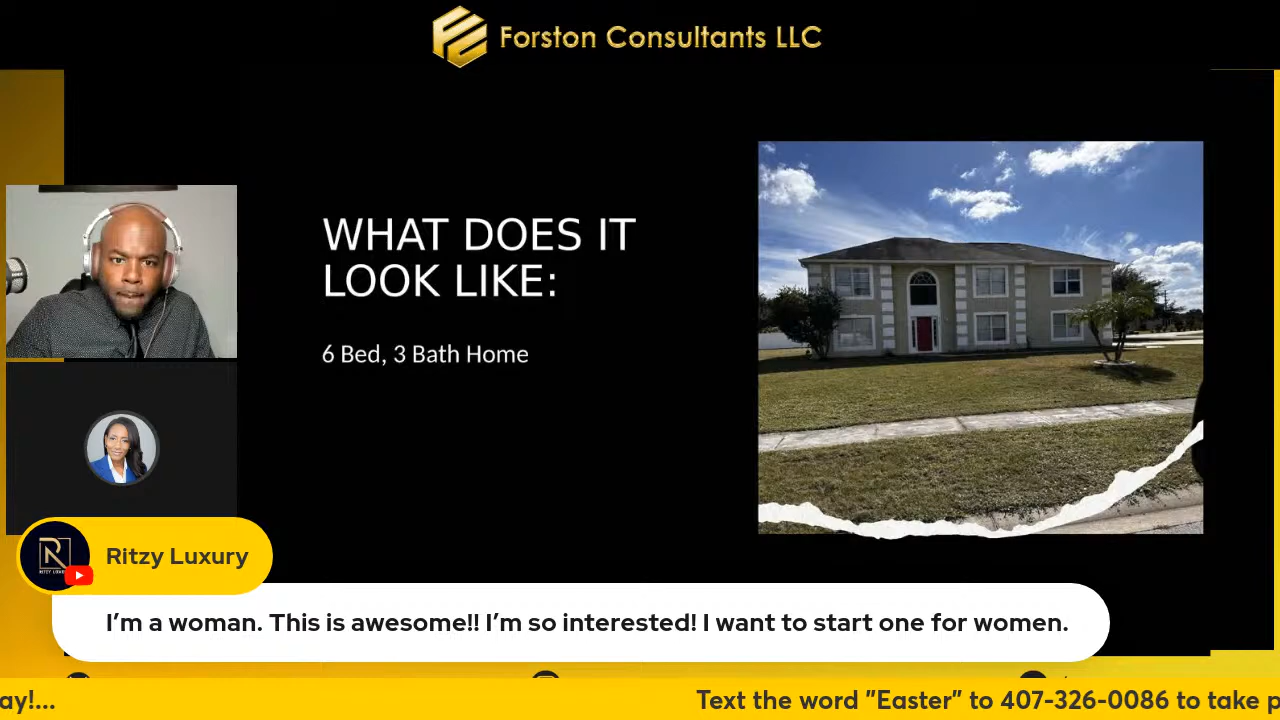 Forston Consultants LLC
WHAT DOES IT
LOOK LIKE:
6 Bed, 3 Bath Home
Ritzy Luxury
I'm a woman. This is awesome!! I'm so interested! I want to start one for women.
ay!... Text the word "Easter" to 407-326-0086 to take p